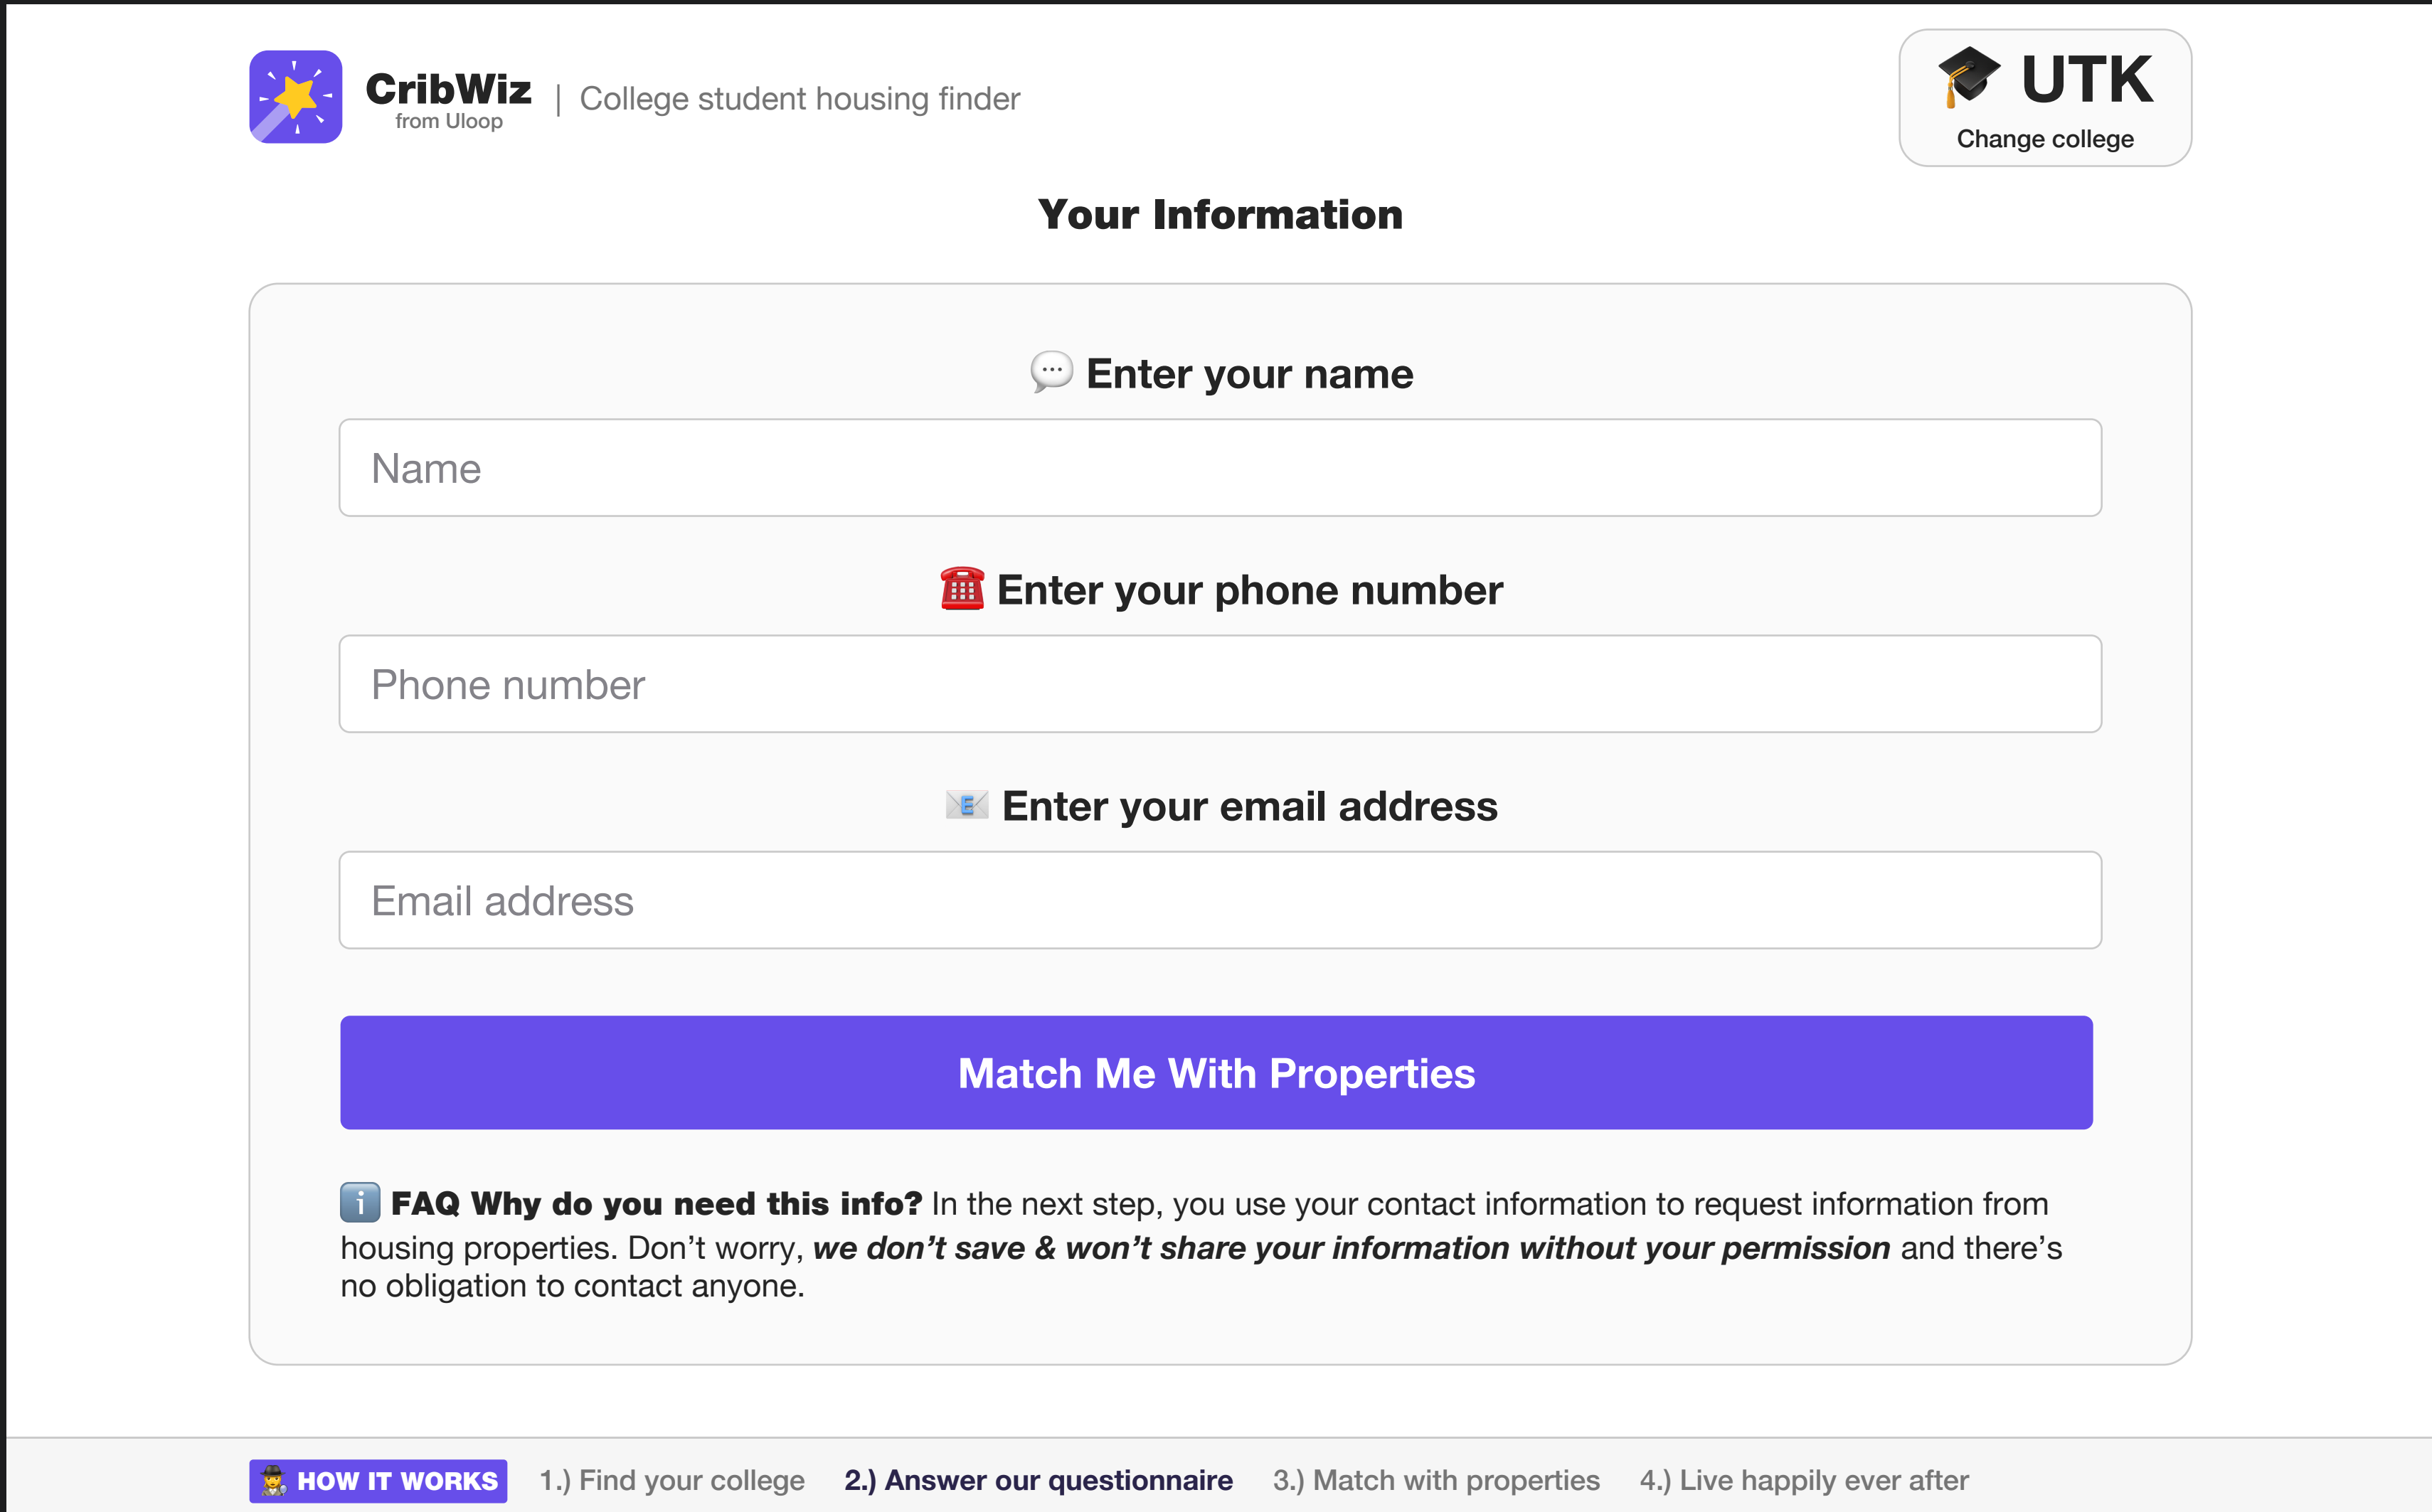 CribWiz
from Uloop
| College student housing finder
UTK
Change college
Your Information
Enter your name
Name
Enter your phone number
Phone number
Enter your email address
Email address
Match Me With Properties
FAQ Why do you need this info? In the next step, you use your contact information to request information from
housing properties. Don’t worry, we don’t save & won’t share your information without your permission and there’s
no obligation to contact anyone.
HOW IT WORKS 1.) Find your college 2.) Answer our questionnaire 3.) Match with properties 4.) Live happily ever after